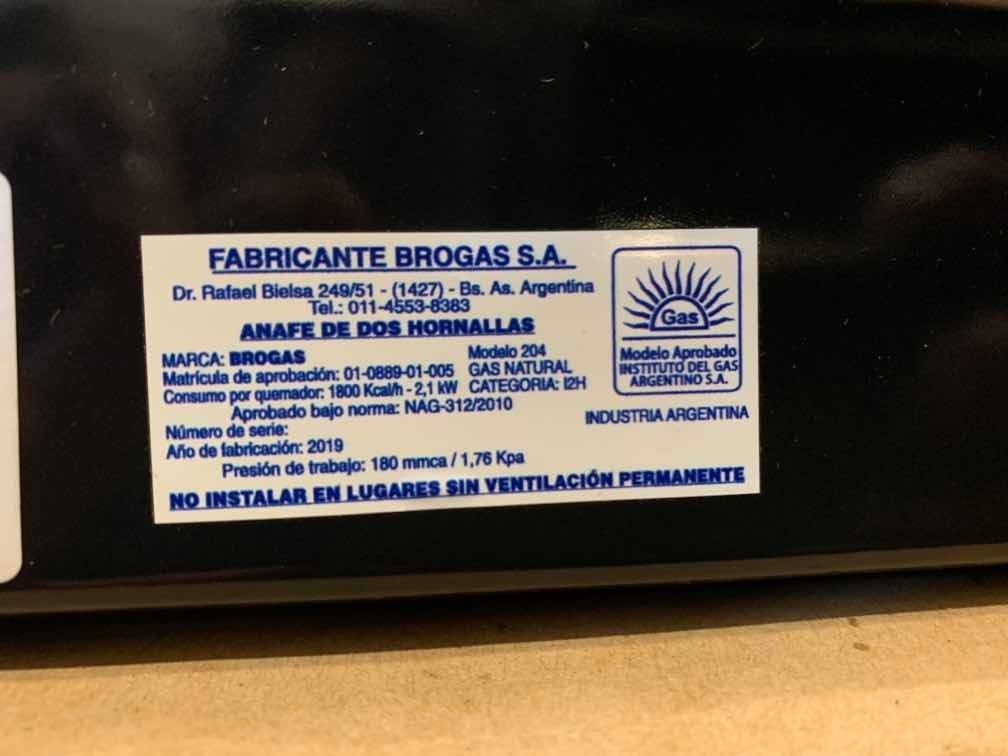 FABRICANTE BROGAS S.A.
Dr. Rafael Bielsa 249/51 - (1427) - Bs. As. Argentina
Tel.: 011-4553-8383
ANAFE DE DOS HORNALLAS
MARCA: BROGAS Modelo 204
Matrícula de aprobación: 01-0889-01-005 GAS NATURAL
Consumo por quemador: 1800 Kcal/h - 2,1 kW CATEGORIA: I2H
Aprobado bajo norma: NAG-312/2010
Número de serie:
Año de fabricación: 2019
Presión de trabajo: 180 mmca / 1,76 Kpa
NO INSTALAR EN LUGARES SIN VENTILACIÓN PERMANENTE
Gas
Modelo Aprobado
INSTITUTO DEL GAS
ARGENTINO S.A.
INDUSTRIA ARGENTINA